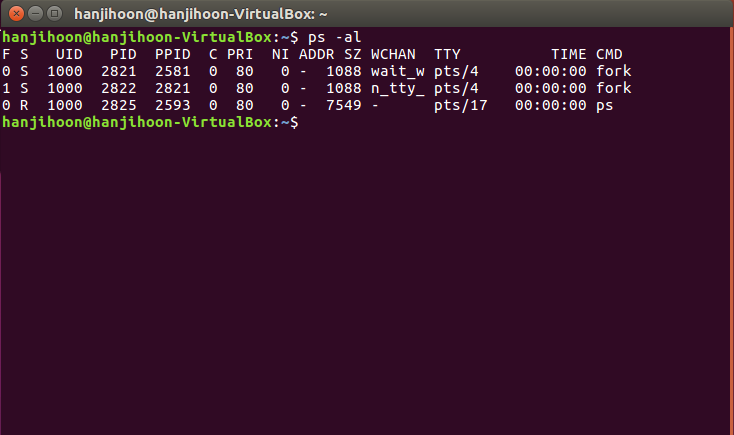 hanjihoon@hanjihoon-VirtualBox: ~
hanjihoon@hanjihoon-VirtualBox:~$ ps -al
F S   UID   PID  PPID  C PRI  NI ADDR SZ WCHAN  TTY          TIME CMD
0 S  1000  2821  2581  0  80   0 -  1088 wait_w pts/4    00:00:00 fork
1 S  1000  2822  2821  0  80   0 -  1088 n_tty_ pts/4    00:00:00 fork
0 R  1000  2825  2593  0  80   0 -  7549 -      pts/17   00:00:00 ps
hanjihoon@hanjihoon-VirtualBox:~$